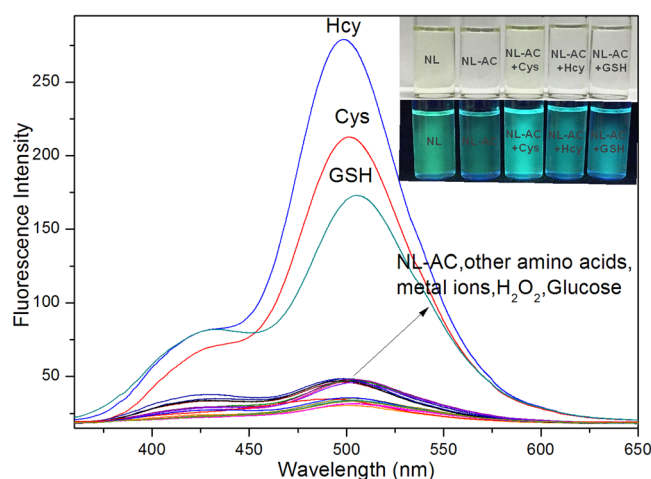 Hcy
Cys
GSH
NL-AC,other amino acids,
metal ions,H₂O₂,Glucose
NL
NL-AC
NL-AC
+Cys
NL-AC
+Hcy
NL-AC
+GSH
NL
NL-AC
NL-AC
+Cys
NL-AC
+Hcy
NL-AC
+GSH
Fluorescence Intensity
250
200
150
100
50
400
450
500
550
600
650
Wavelength (nm)